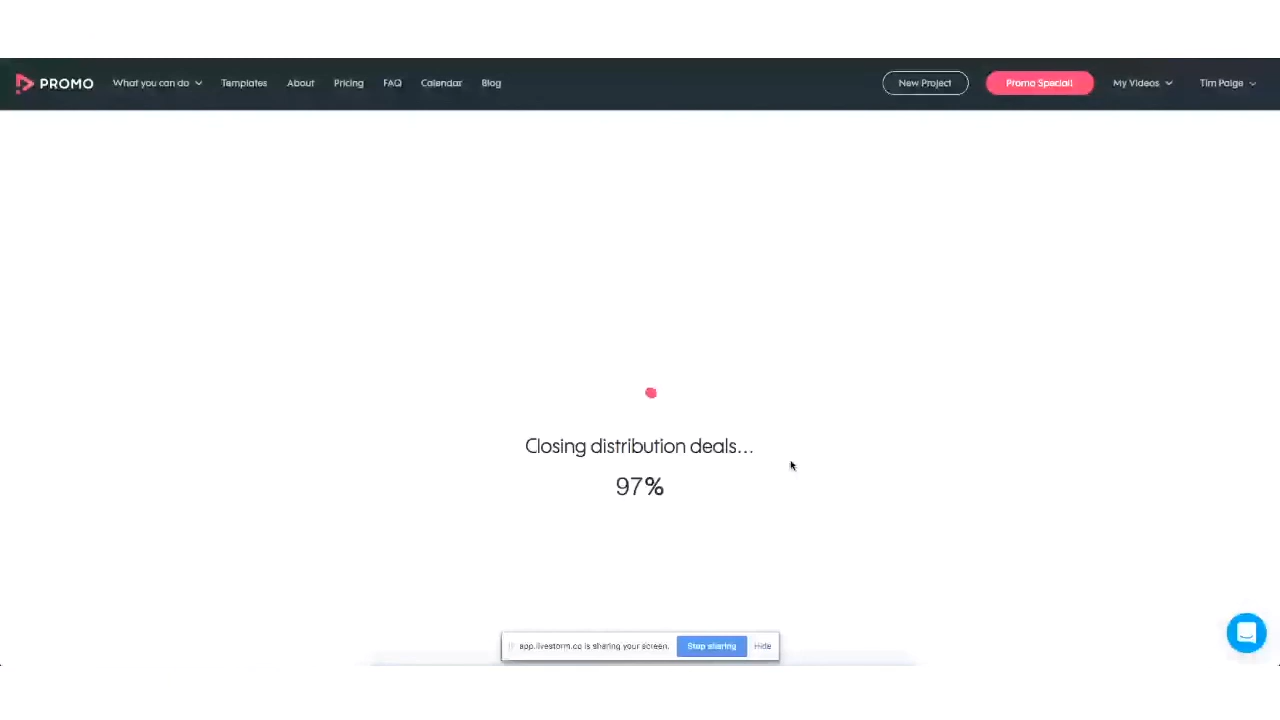 PROMO What you can do Templates About Pricing FAQ Calendar Blog New Project Promo Special! My Videos Tim Paige
Closing distribution deals...
97%
app.livestorm.co is sharing your screen. Stop sharing Hide